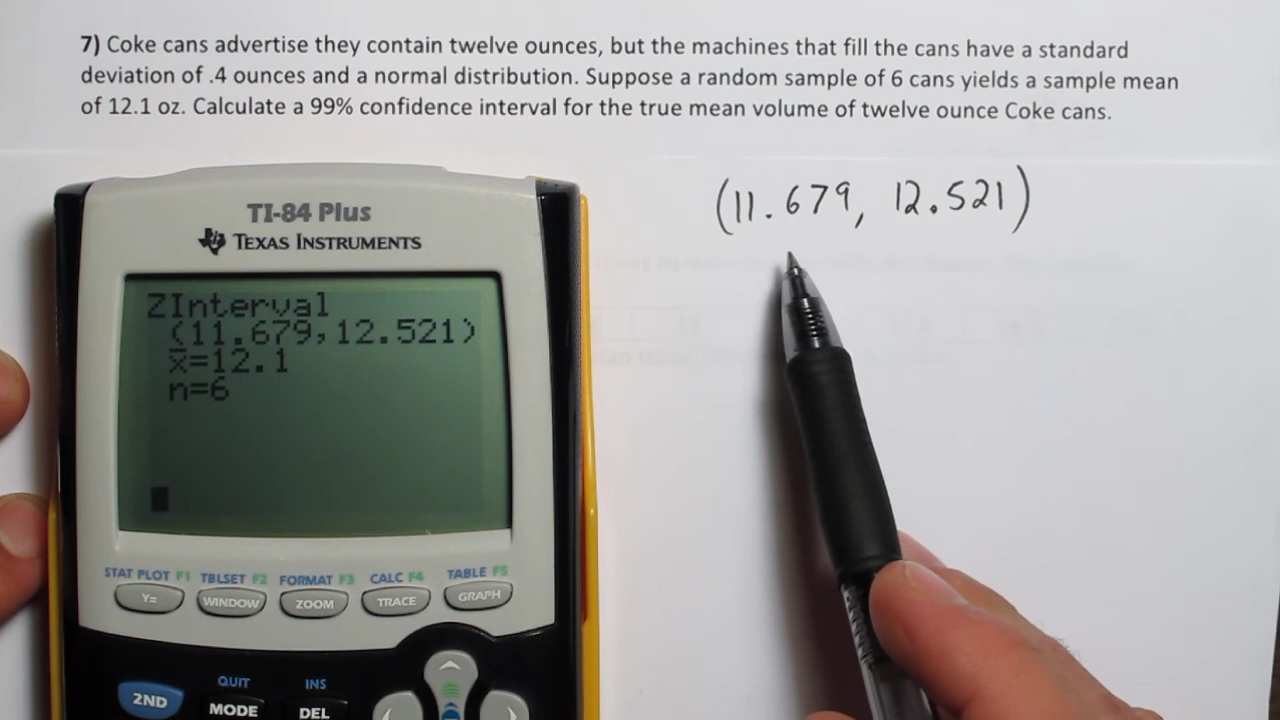 7) Coke cans advertise they contain twelve ounces, but the machines that fill the cans have a standard
deviation of .4 ounces and a normal distribution. Suppose a random sample of 6 cans yields a sample mean
of 12.1 oz. Calculate a 99% confidence interval for the true mean volume of twelve ounce Coke cans.
(11.679, 12.521)
TI-84 Plus
TEXAS INSTRUMENTS
ZInterval
(11.679,12.521)
x̄=12.1
n=6
STAT PLOT F1 TBLSET F2 FORMAT F3 CALC F4 TABLE F5
Y= WINDOW ZOOM TRACE GRAPH
QUIT INS
2ND MODE DEL